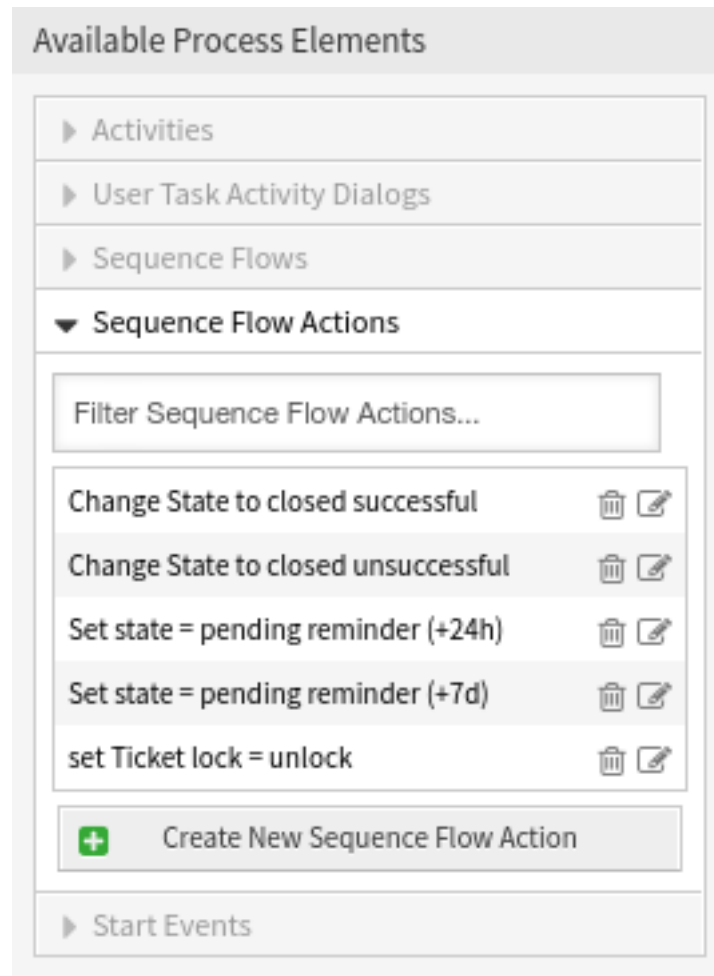 Available Process Elements
Activities
User Task Activity Dialogs
Sequence Flows
Sequence Flow Actions
Filter Sequence Flow Actions...
Change State to closed successful
Change State to closed unsuccessful
Set state = pending reminder (+24h)
Set state = pending reminder (+7d)
set Ticket lock = unlock
Create New Sequence Flow Action
Start Events